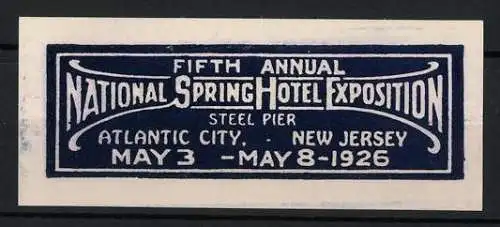 FIFTH ANNUAL
NATIONAL SPRING HOTEL EXPOSITION
STEEL PIER
ATLANTIC CITY, . NEW JERSEY
MAY 3 - MAY 8 - 1926